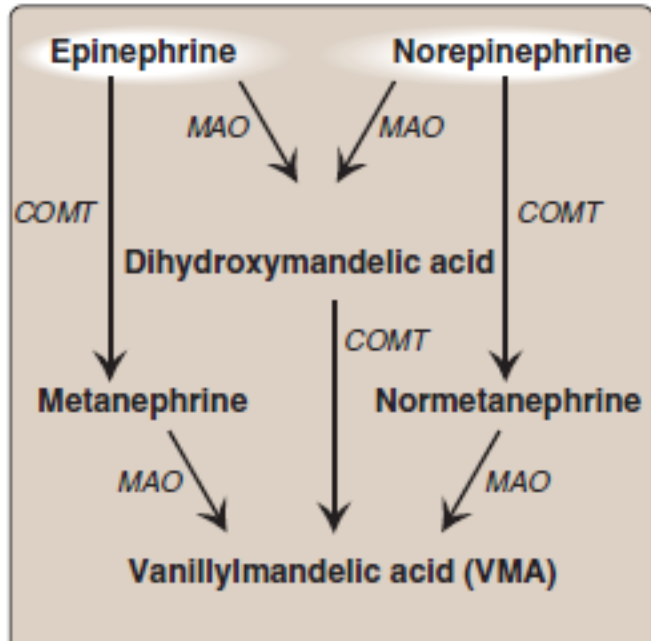 Epinephrine Norepinephrine
MAO MAO
COMT COMT
Dihydroxymandelic acid
COMT
Metanephrine Normetanephrine
MAO MAO
Vanillylmandelic acid (VMA)